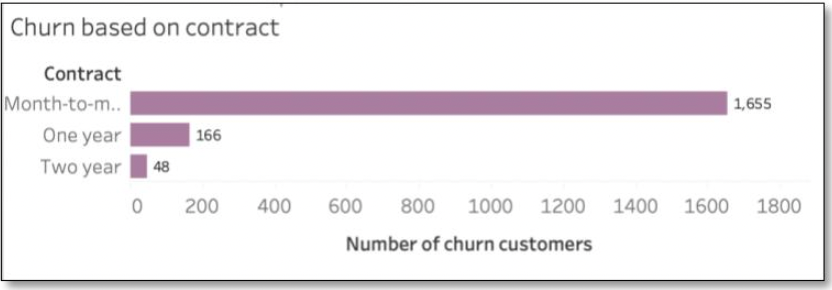 Churn based on contract
Contract
Month-to-m.. 1,655
One year 166
Two year 48
0 200 400 600 800 1000 1200 1400 1600 1800
Number of churn customers